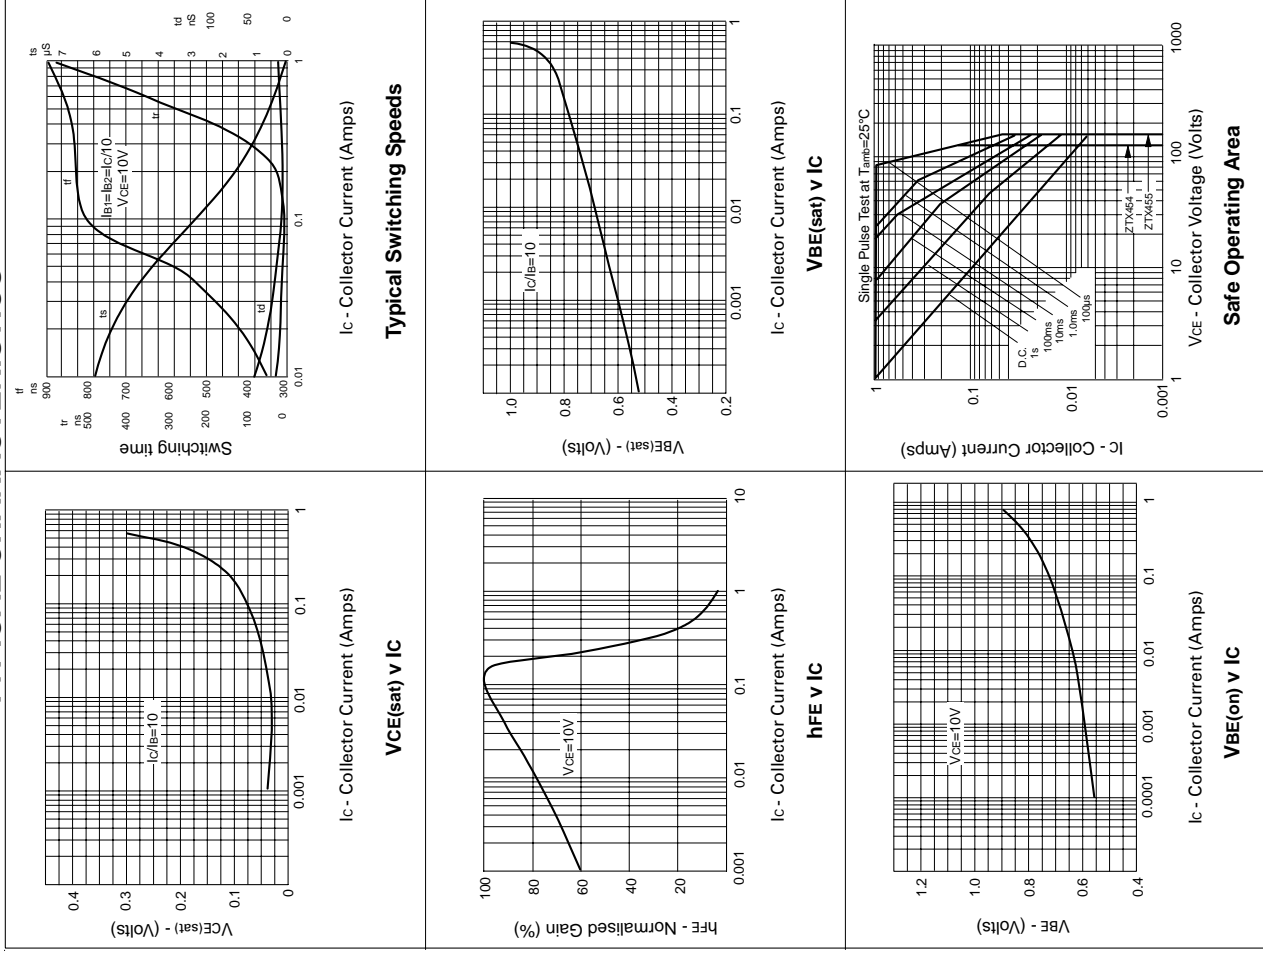 VCE(sat) - (Volts)
0.4
0.3
0.2
0.1
0
IC/IB=10
0.001
0.01
0.1
1
IC - Collector Current (Amps)
VCE(sat) v IC
Switching time
tf
ns
900
800
700
600
500
400
300
tr
ns
500
400
300
200
100
0
ts
µS
7
6
5
4
3
2
1
0
td
nS
100
50
0
IB1=IB2=IC/10
VCE=10V
ts
tf
tr
td
0.01
0.1
1
IC - Collector Current (Amps)
Typical Switching Speeds
hFE - Normalised Gain (%)
100
80
60
40
20
VCE=10V
0.001
0.01
0.1
1
10
IC - Collector Current (Amps)
hFE v IC
VBE(sat) - (Volts)
1.0
0.8
0.6
0.4
0.2
IC/IB=10
0.001
0.01
0.1
1
IC - Collector Current (Amps)
VBE(sat) v IC
VBE - (Volts)
1.2
1.0
0.8
0.6
0.4
VCE=10V
0.0001
0.001
0.01
0.1
1
IC - Collector Current (Amps)
VBE(on) v IC
IC - Collector Current (Amps)
1
0.1
0.01
0.001
Single Pulse Test at Tamb=25°C
D.C.
1s
100ms
10ms
1.0ms
100µs
ZTX454
ZTX455
1
10
100
1000
VCE - Collector Voltage (Volts)
Safe Operating Area